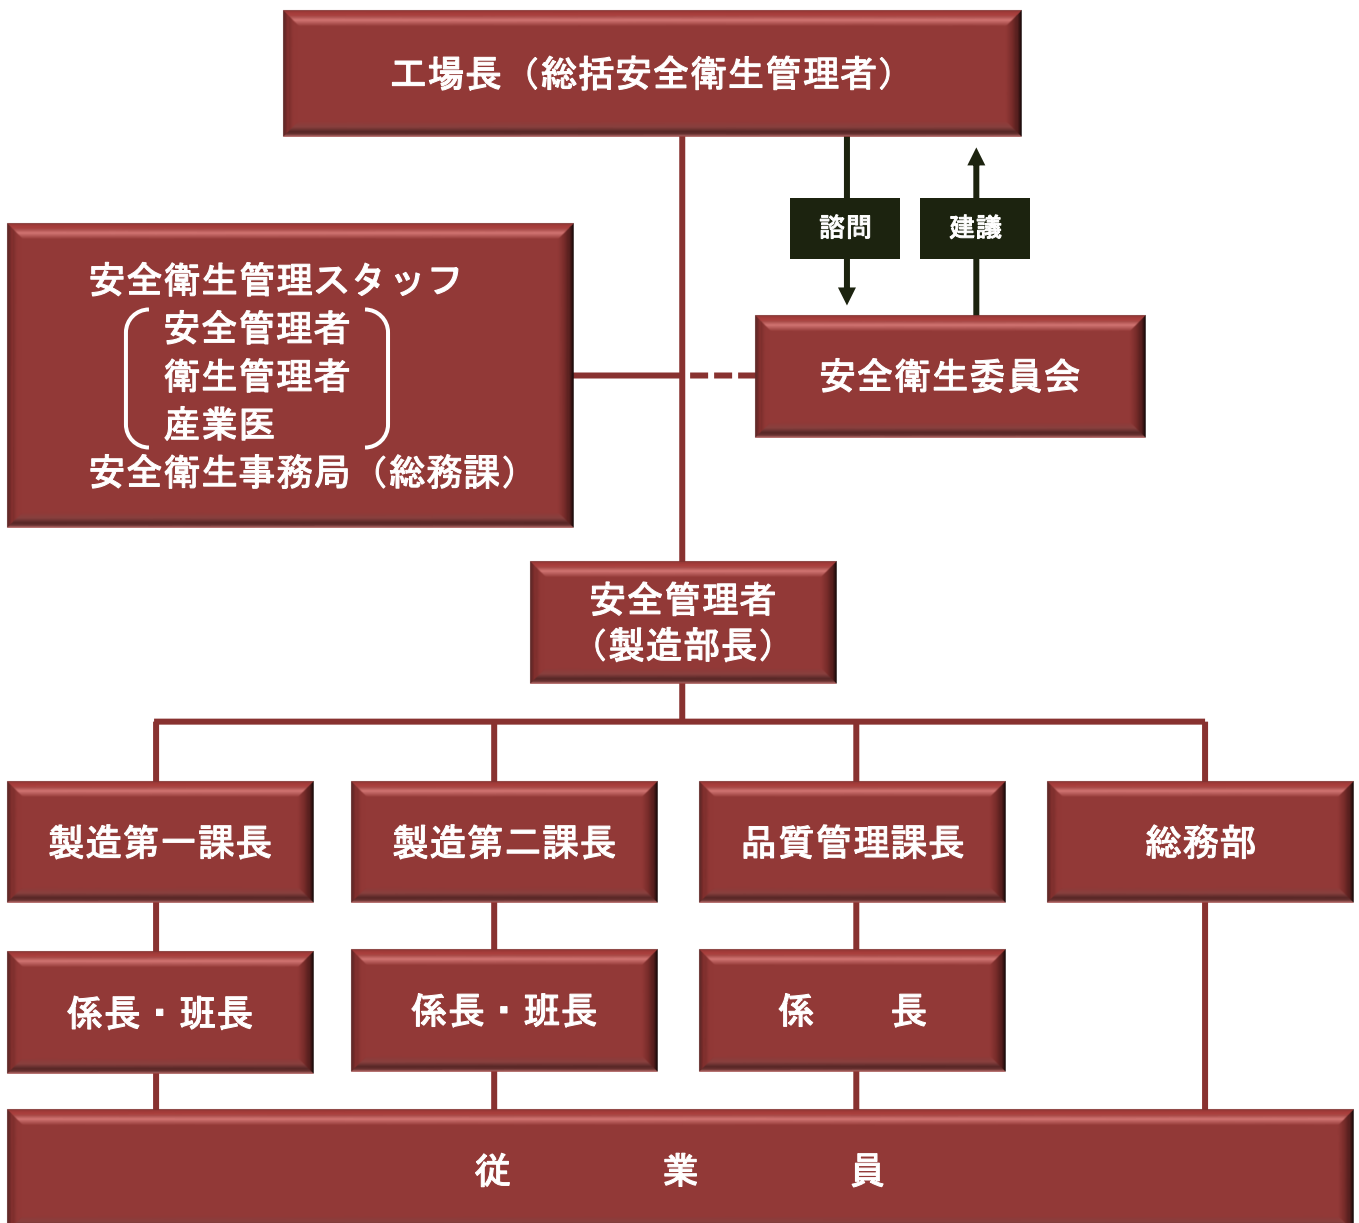 工場長（総括安全衛生管理者）
諮問
建議
安全衛生管理スタッフ
安全管理者
衛生管理者
産業医
安全衛生事務局（総務課）
安全衛生委員会
安全管理者
（製造部長）
製造第一課長
製造第二課長
品質管理課長
総務部
係長・班長
係長・班長
係　　長
従　　　　業　　　　員